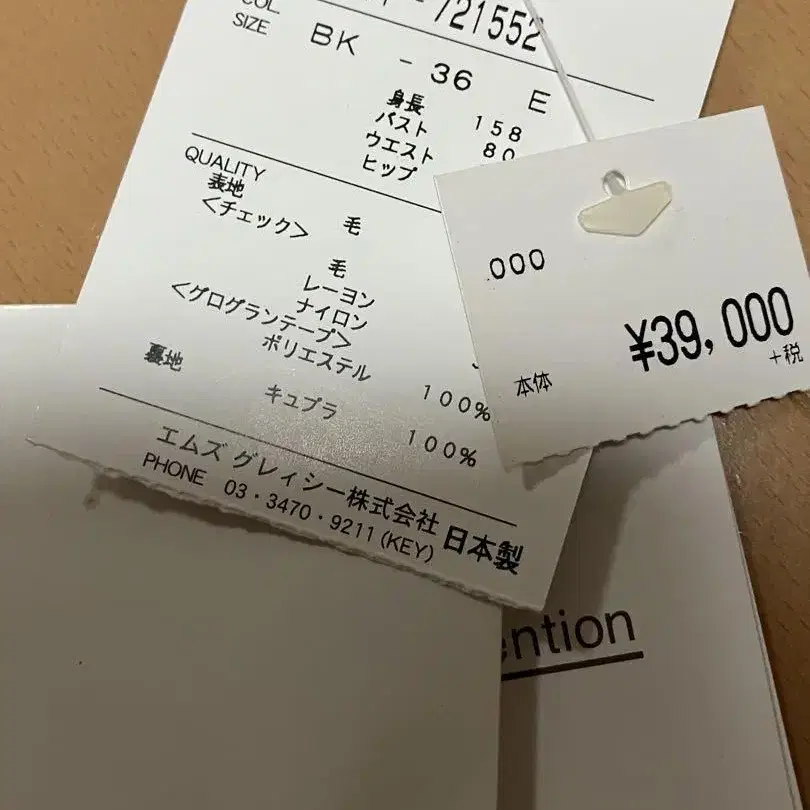 COL.
721552
SIZE BK - 36 E
身長 158
バスト 80
ウエスト
ヒップ
QUALITY
表地
<チェック> 毛
毛
レーヨン
ナイロン
<グログランテープ>
ポリエステル 100%
裏地
キュプラ 100%
エムズ グレイシー株式会社
PHONE 03・3470・9211 (KEY) 日本製
000
¥39,000
本体 +税